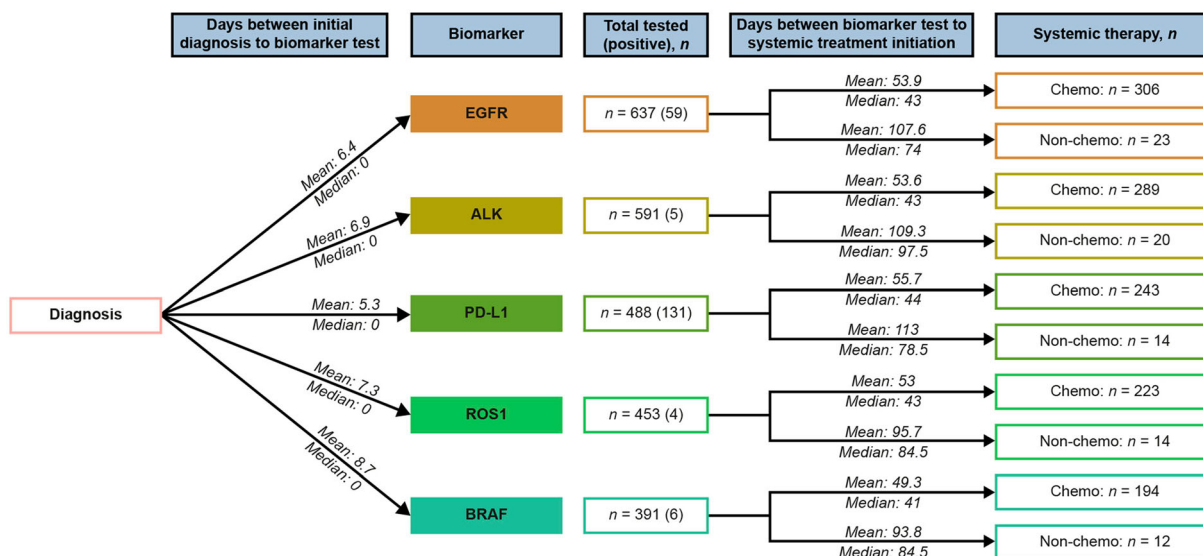 Days between initial
diagnosis to biomarker test
Biomarker
Total tested
(positive), n
Days between biomarker test to
systemic treatment initiation
Systemic therapy, n
Diagnosis
Mean: 6.4
Median: 0
EGFR
n = 637 (59)
Mean: 53.9
Median: 43
Chemo: n = 306
Mean: 107.6
Median: 74
Non-chemo: n = 23
Mean: 6.9
Median: 0
ALK
n = 591 (5)
Mean: 53.6
Median: 43
Chemo: n = 289
Mean: 109.3
Median: 97.5
Non-chemo: n = 20
Mean: 5.3
Median: 0
PD-L1
n = 488 (131)
Mean: 55.7
Median: 44
Chemo: n = 243
Mean: 113
Median: 78.5
Non-chemo: n = 14
Mean: 7.3
Median: 0
ROS1
n = 453 (4)
Mean: 53
Median: 43
Chemo: n = 223
Mean: 95.7
Median: 84.5
Non-chemo: n = 14
Mean: 8.7
Median: 0
BRAF
n = 391 (6)
Mean: 49.3
Median: 41
Chemo: n = 194
Mean: 93.8
Median: 84.5
Non-chemo: n = 12